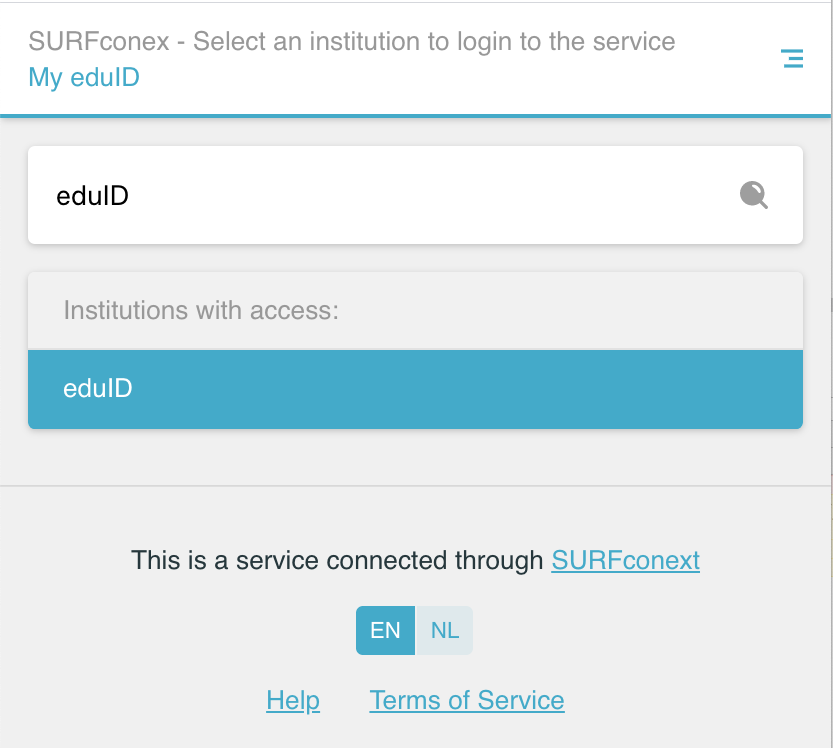 SURFconex - Select an institution to login to the service
My eduID
eduID
Institutions with access:
eduID
This is a service connected through SURFconext
EN NL
Help Terms of Service